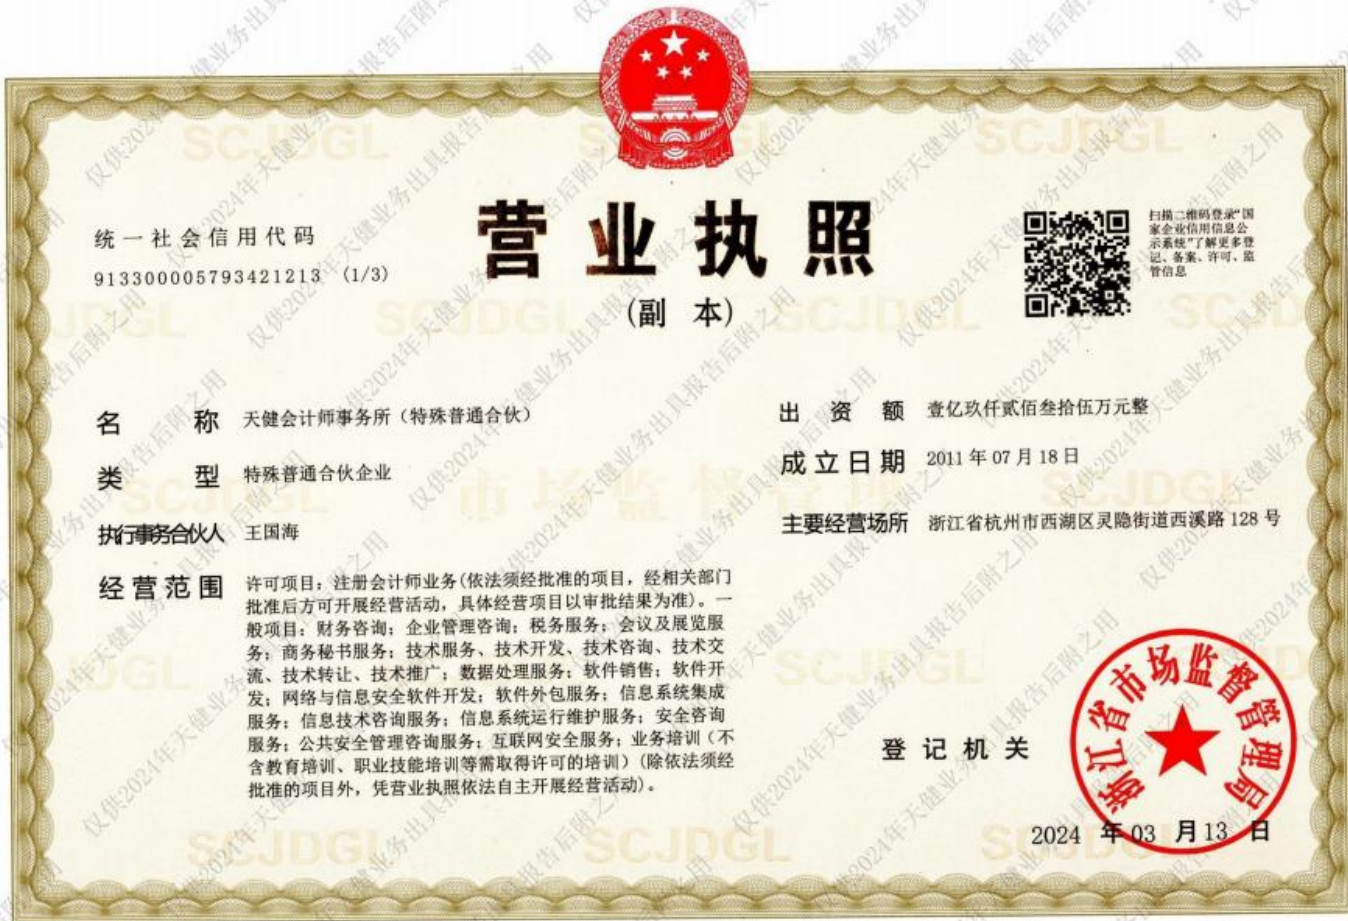 营业执照
(副 本)
统一社会信用代码
913300005793421213 (1/3)
扫描二维码登录“国
家企业信用信息公
示系统”了解更多登
记、备案、许可、监
管信息
名 称 天健会计师事务所（特殊普通合伙）
类 型 特殊普通合伙企业
执行事务合伙人 王国海
经营范围 许可项目：注册会计师业务(依法须经批准的项目，经相关部门
批准后方可开展经营活动，具体经营项目以审批结果为准)。一
般项目：财务咨询；企业管理咨询；税务服务；会议及展览服
务；商务秘书服务；技术服务、技术开发、技术咨询、技术交
流、技术转让、技术推广；数据处理服务；软件销售；软件开
发；网络与信息安全软件开发；软件外包服务；信息系统集成
服务；信息技术咨询服务；信息系统运行维护服务；安全咨询
服务；公共安全管理咨询服务；互联网安全服务；业务培训（不
含教育培训、职业技能培训等需取得许可的培训）(除依法须经
批准的项目外，凭营业执照依法自主开展经营活动)。
出 资 额 壹亿玖仟贰佰叁拾伍万元整
成立日期 2011 年 07 月 18 日
主要经营场所 浙江省杭州市西湖区灵隐街道西溪路 128 号
登记机关
浙江省市场监督管理局
2024 年 03 月 13 日
SCJDGL
市场监督管理
仅供2024年天健业务出具报告后附之用